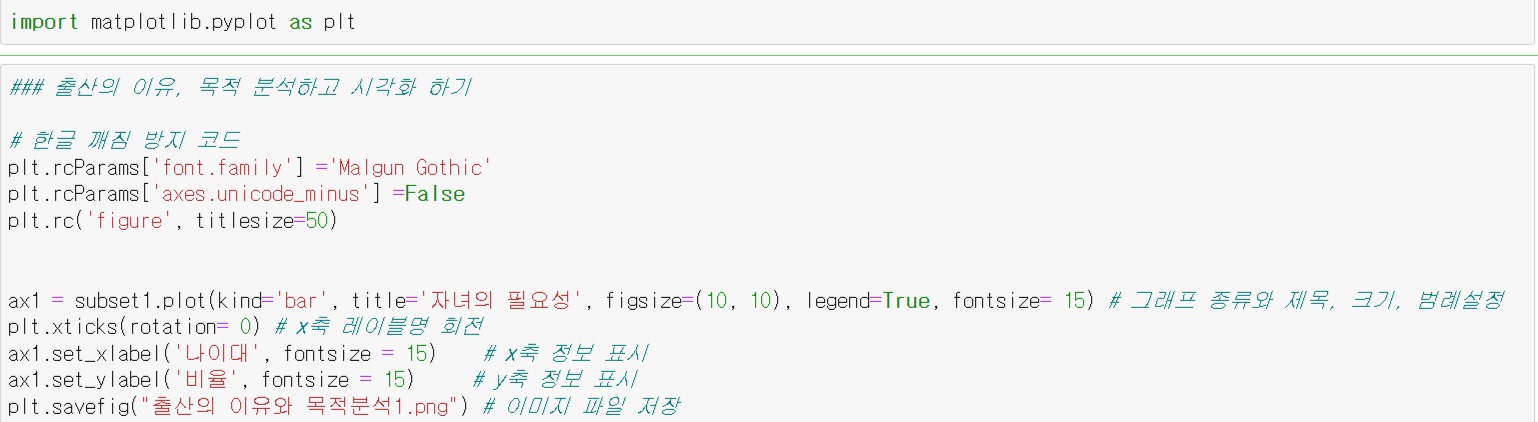 import matplotlib.pyplot as plt
### 출산의 이유, 목적 분석하고 시각화 하기
# 한글 깨짐 방지 코드
plt.rcParams['font.family'] ='Malgun Gothic'
plt.rcParams['axes.unicode_minus'] =False
plt.rc('figure', titlesize=50)
ax1 = subset1.plot(kind='bar', title='자녀의 필요성', figsize=(10, 10), legend=True, fontsize= 15) # 그래프 종류와 제목, 크기, 범례설정
plt.xticks(rotation= 0) # x축 레이블명 회전
ax1.set_xlabel('나이대', fontsize = 15)    # x축 정보 표시
ax1.set_ylabel('비율', fontsize = 15)     # y축 정보 표시
plt.savefig("출산의 이유와 목적분석1.png") # 이미지 파일 저장